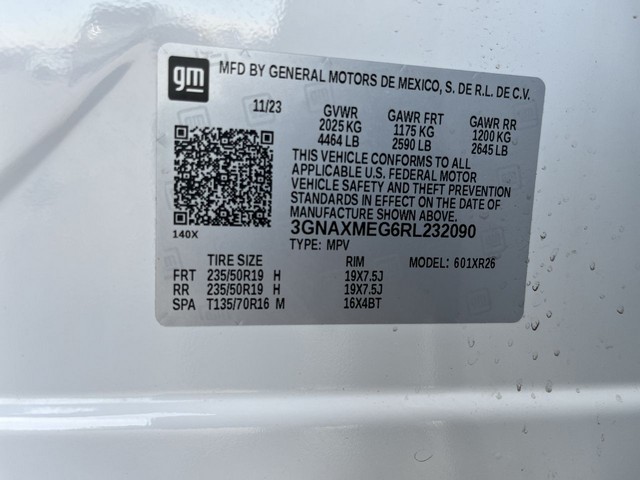 gm
MFD BY GENERAL MOTORS DE MEXICO, S. DE R.L. DE C.V.
11/23 GVWR GAWR FRT GAWR RR
2025 KG 1175 KG 1200 KG
4464 LB 2590 LB 2645 LB
THIS VEHICLE CONFORMS TO ALL
APPLICABLE U.S. FEDERAL MOTOR
VEHICLE SAFETY AND THEFT PREVENTION
STANDARDS IN EFFECT ON THE DATE OF
MANUFACTURE SHOWN ABOVE.
140X
3GNAXMEG6RL232090
TYPE: MPV
TIRE SIZE RIM MODEL: 601XR26
FRT 235/50R19 H 19X7.5J
RR 235/50R19 H 19X7.5J
SPA T135/70R16 M 16X4BT